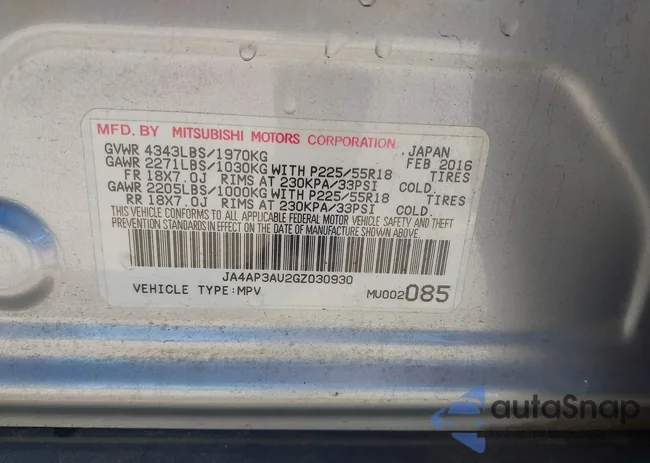 MFD. BY MITSUBISHI MOTORS CORPORATION. JAPAN
GVWR 4343LBS/1970KG FEB 2016
GAWR 2271LBS/1030KG WITH P225/55R18 TIRES
FR 18X7.0J RIMS AT 230KPA/33PSI COLD.
GAWR 2205LBS/1000KG WITH P225/55R18 TIRES
RR 18X7.0J RIMS AT 230KPA/33PSI COLD.
THIS VEHICLE CONFORMS TO ALL APPLICABLE FEDERAL MOTOR VEHICLE SAFETY AND THEFT
PREVENTION STANDARDS IN EFFECT ON THE DATE OF MANUFACTURE SHOWN ABOVE.
JA4AP3AU2GZ030930
VEHICLE TYPE:MPV MU002085
autoSnap